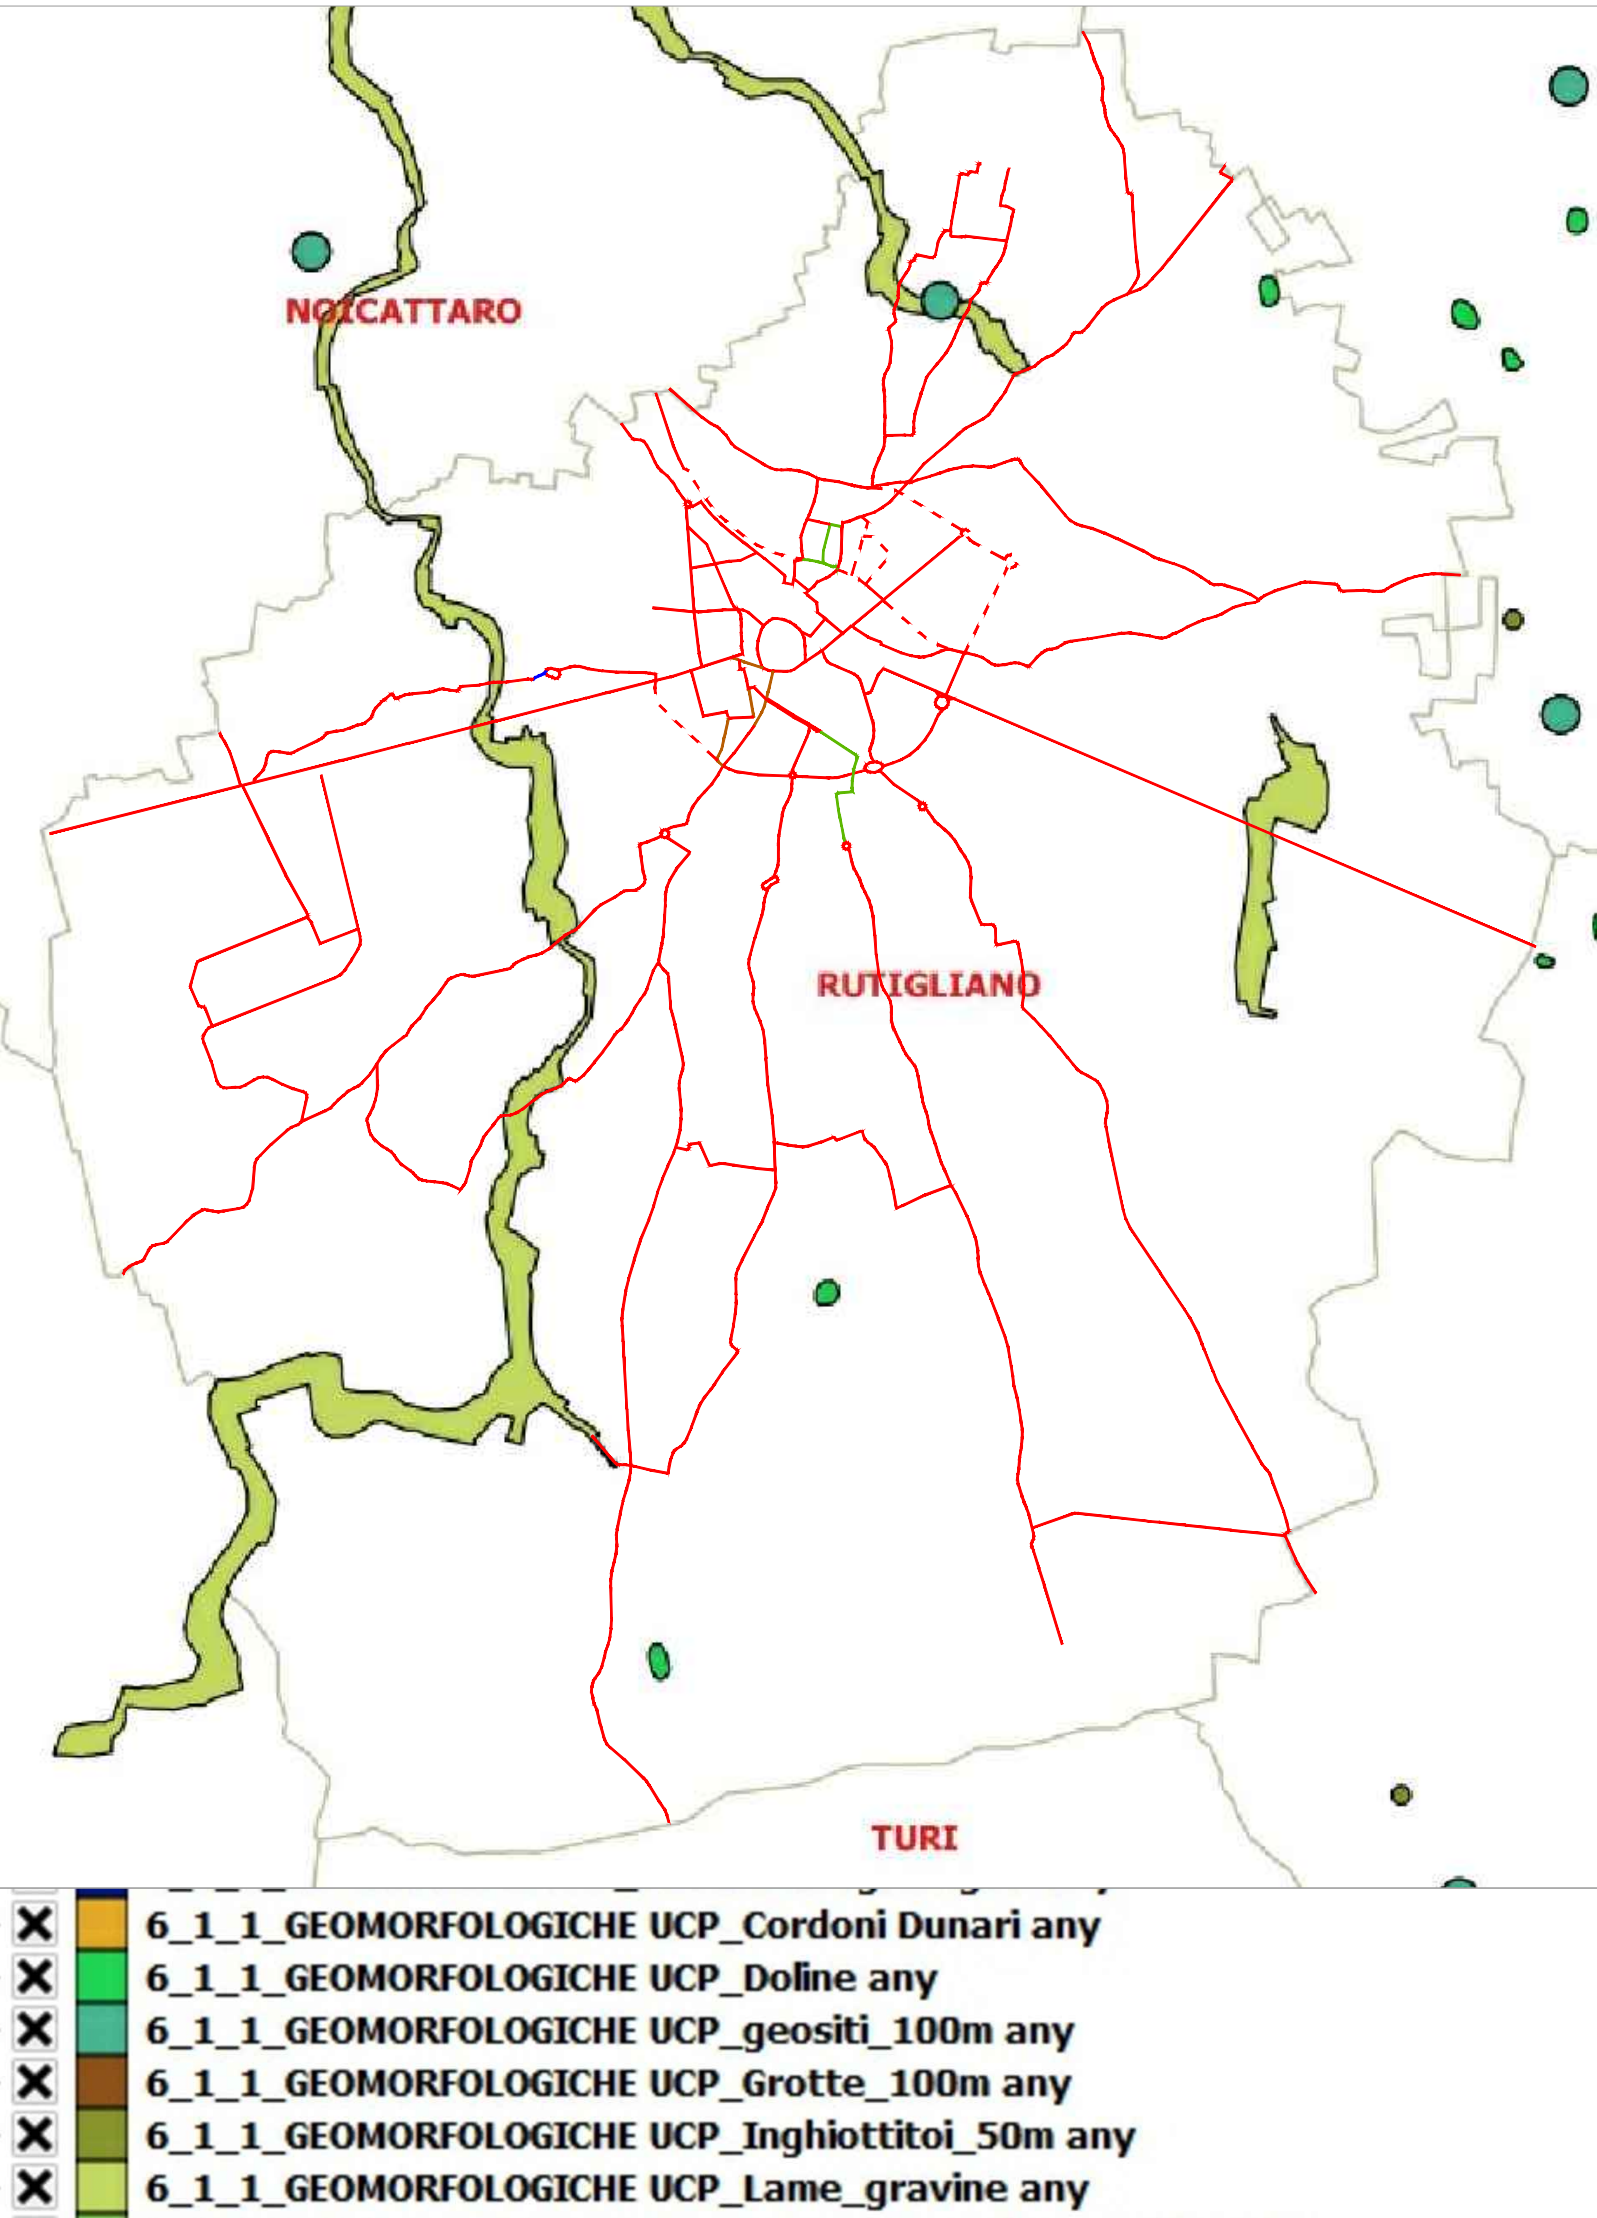 NOICATTARO
RUTIGLIANO
TURI
6_1_1_GEOMORFOLOGICHE UCP_Cordoni Dunari any
6_1_1_GEOMORFOLOGICHE UCP_Doline any
6_1_1_GEOMORFOLOGICHE UCP_geositi_100m any
6_1_1_GEOMORFOLOGICHE UCP_Grotte_100m any
6_1_1_GEOMORFOLOGICHE UCP_Inghiottitoi_50m any
6_1_1_GEOMORFOLOGICHE UCP_Lame_gravine any